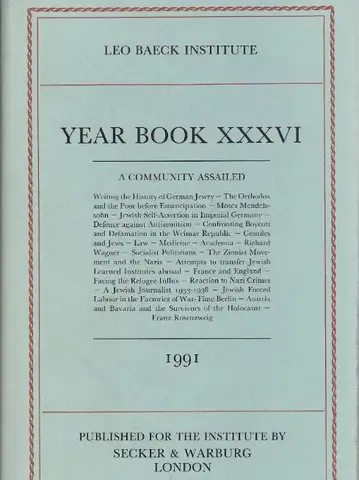 LEO BAECK INSTITUTE
YEAR BOOK XXXVI
A COMMUNITY ASSAILED
Writing the History of German Jewry — The Orthodox
and the Poor before Emancipation — Moses Mendels-
sohn — Jewish Self-Assertion in Imperial Germany —
Defence against Antisemitism — Confronting Boycott
and Defamation in the Weimar Republic — Gentiles
and Jews — Law — Medicine — Academia — Richard
Wagner — Socialist Politicians — The Zionist Move-
ment and the Nazis — Attempts to transfer Jewish
Learned Institutes abroad — France and England —
Facing the Refugee Influx — Reaction to Nazi Crimes
— A Jewish Journalist 1933-1938 — Jewish Forced
Labour in the Factories of War-Time Berlin — Austria
and Bavaria and the Survivors of the Holocaust —
Franz Rosenzweig
1991
PUBLISHED FOR THE INSTITUTE BY
SECKER & WARBURG
LONDON